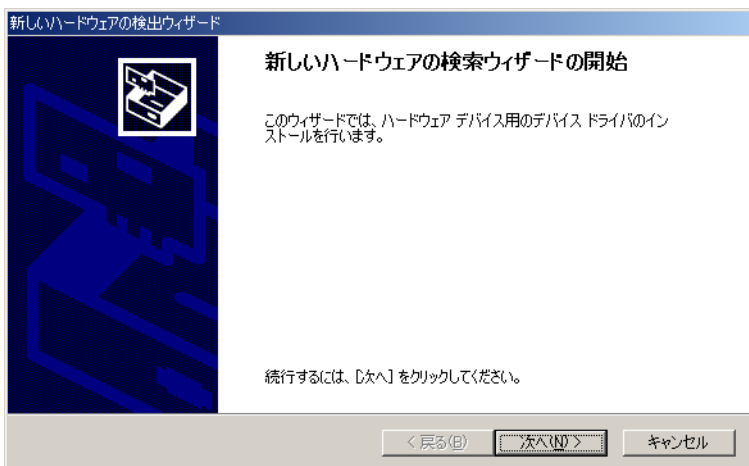 新しいハードウェアの検出ウィザード
新しいハードウェアの検索ウィザードの開始
このウィザードでは、ハードウェア デバイス用のデバイス ドライバのイン
ストールを行います。
続行するには、[次へ] をクリックしてください。
< 戻る(B)
次へ(N) >
キャンセル